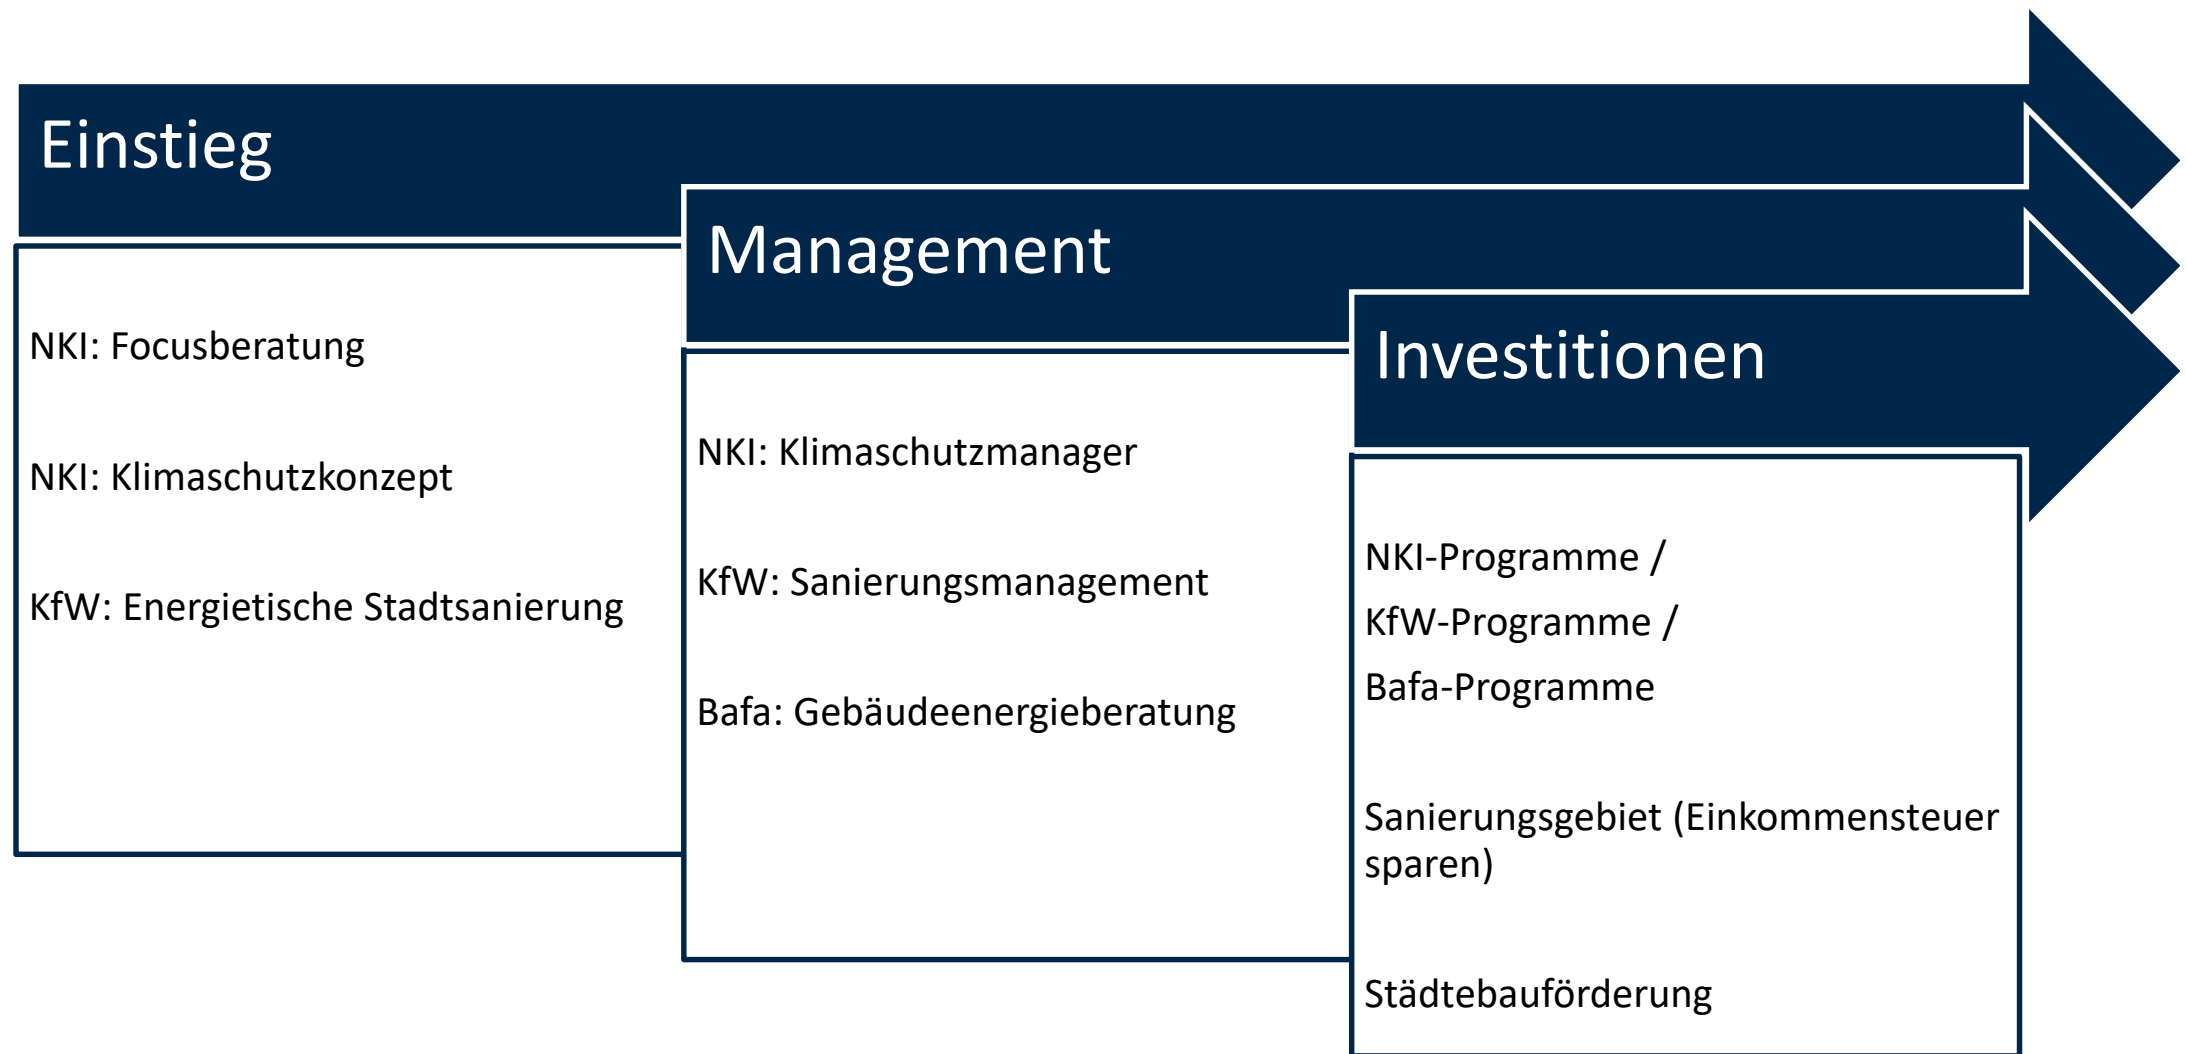 Einstieg
NKI: Focusberatung
NKI: Klimaschutzkonzept
KfW: Energietische Stadtsanierung
Management
NKI: Klimaschutzmanager
KfW: Sanierungsmanagement
Bafa: Gebäudeenergieberatung
Investitionen
NKI-Programme /
KfW-Programme /
Bafa-Programme
Sanierungsgebiet (Einkommensteuer
sparen)
Städtebauförderung